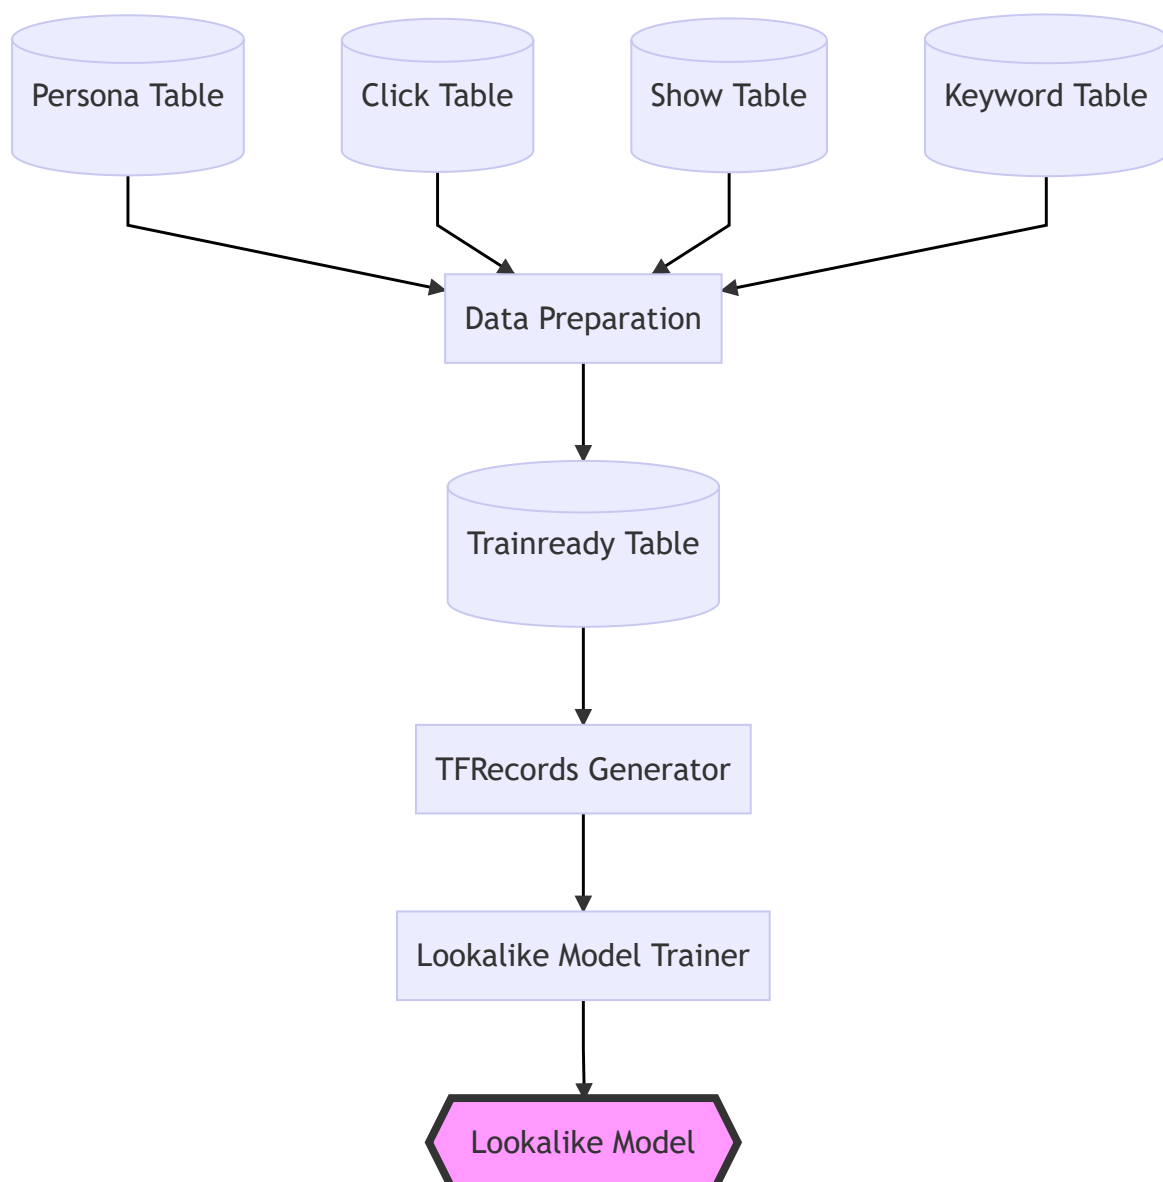 Persona Table
Click Table
Show Table
Keyword Table
Data Preparation
Trainready Table
TFRecords Generator
Lookalike Model Trainer
Lookalike Model